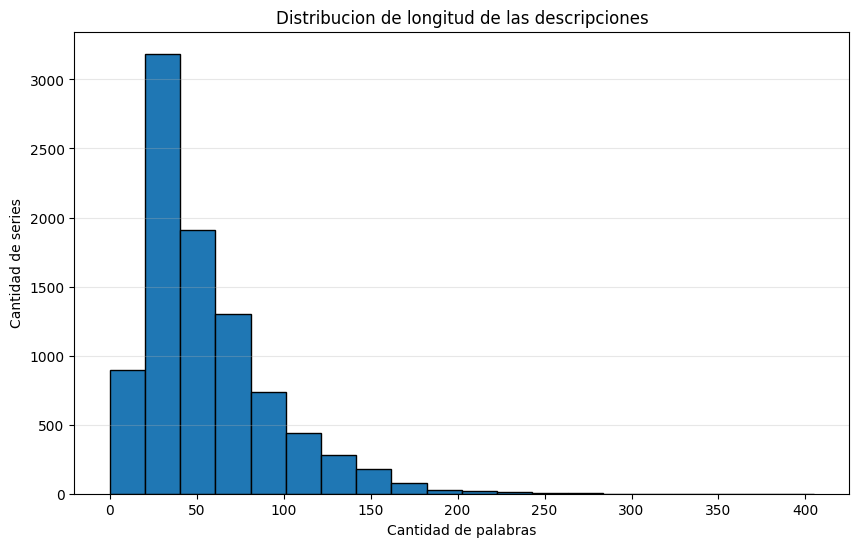 Distribucion de longitud de las descripciones
3000
2500
2000
1500
1000
500
0
Cantidad de series
0 50 100 150 200 250 300 350 400
Cantidad de palabras